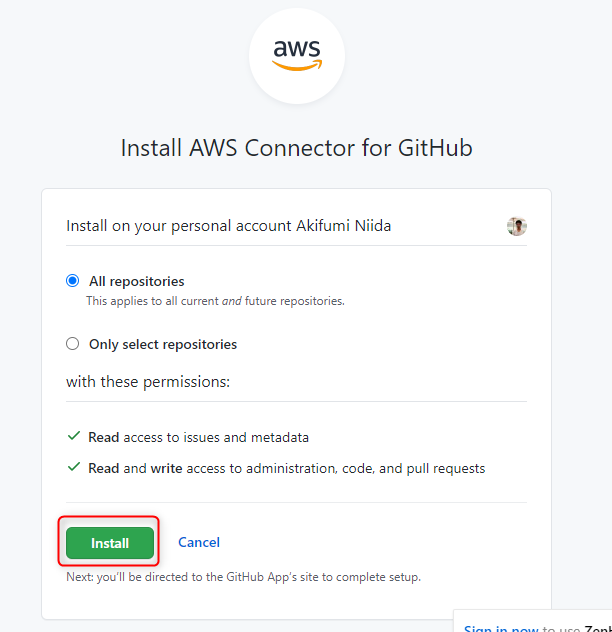 aws
Install AWS Connector for GitHub
Install on your personal account Akifumi Niida
All repositories
This applies to all current and future repositories.
Only select repositories
with these permissions:
Read access to issues and metadata
Read and write access to administration, code, and pull requests
Install Cancel
Next: you'll be directed to the GitHub App's site to complete setup.
Sign in now to use